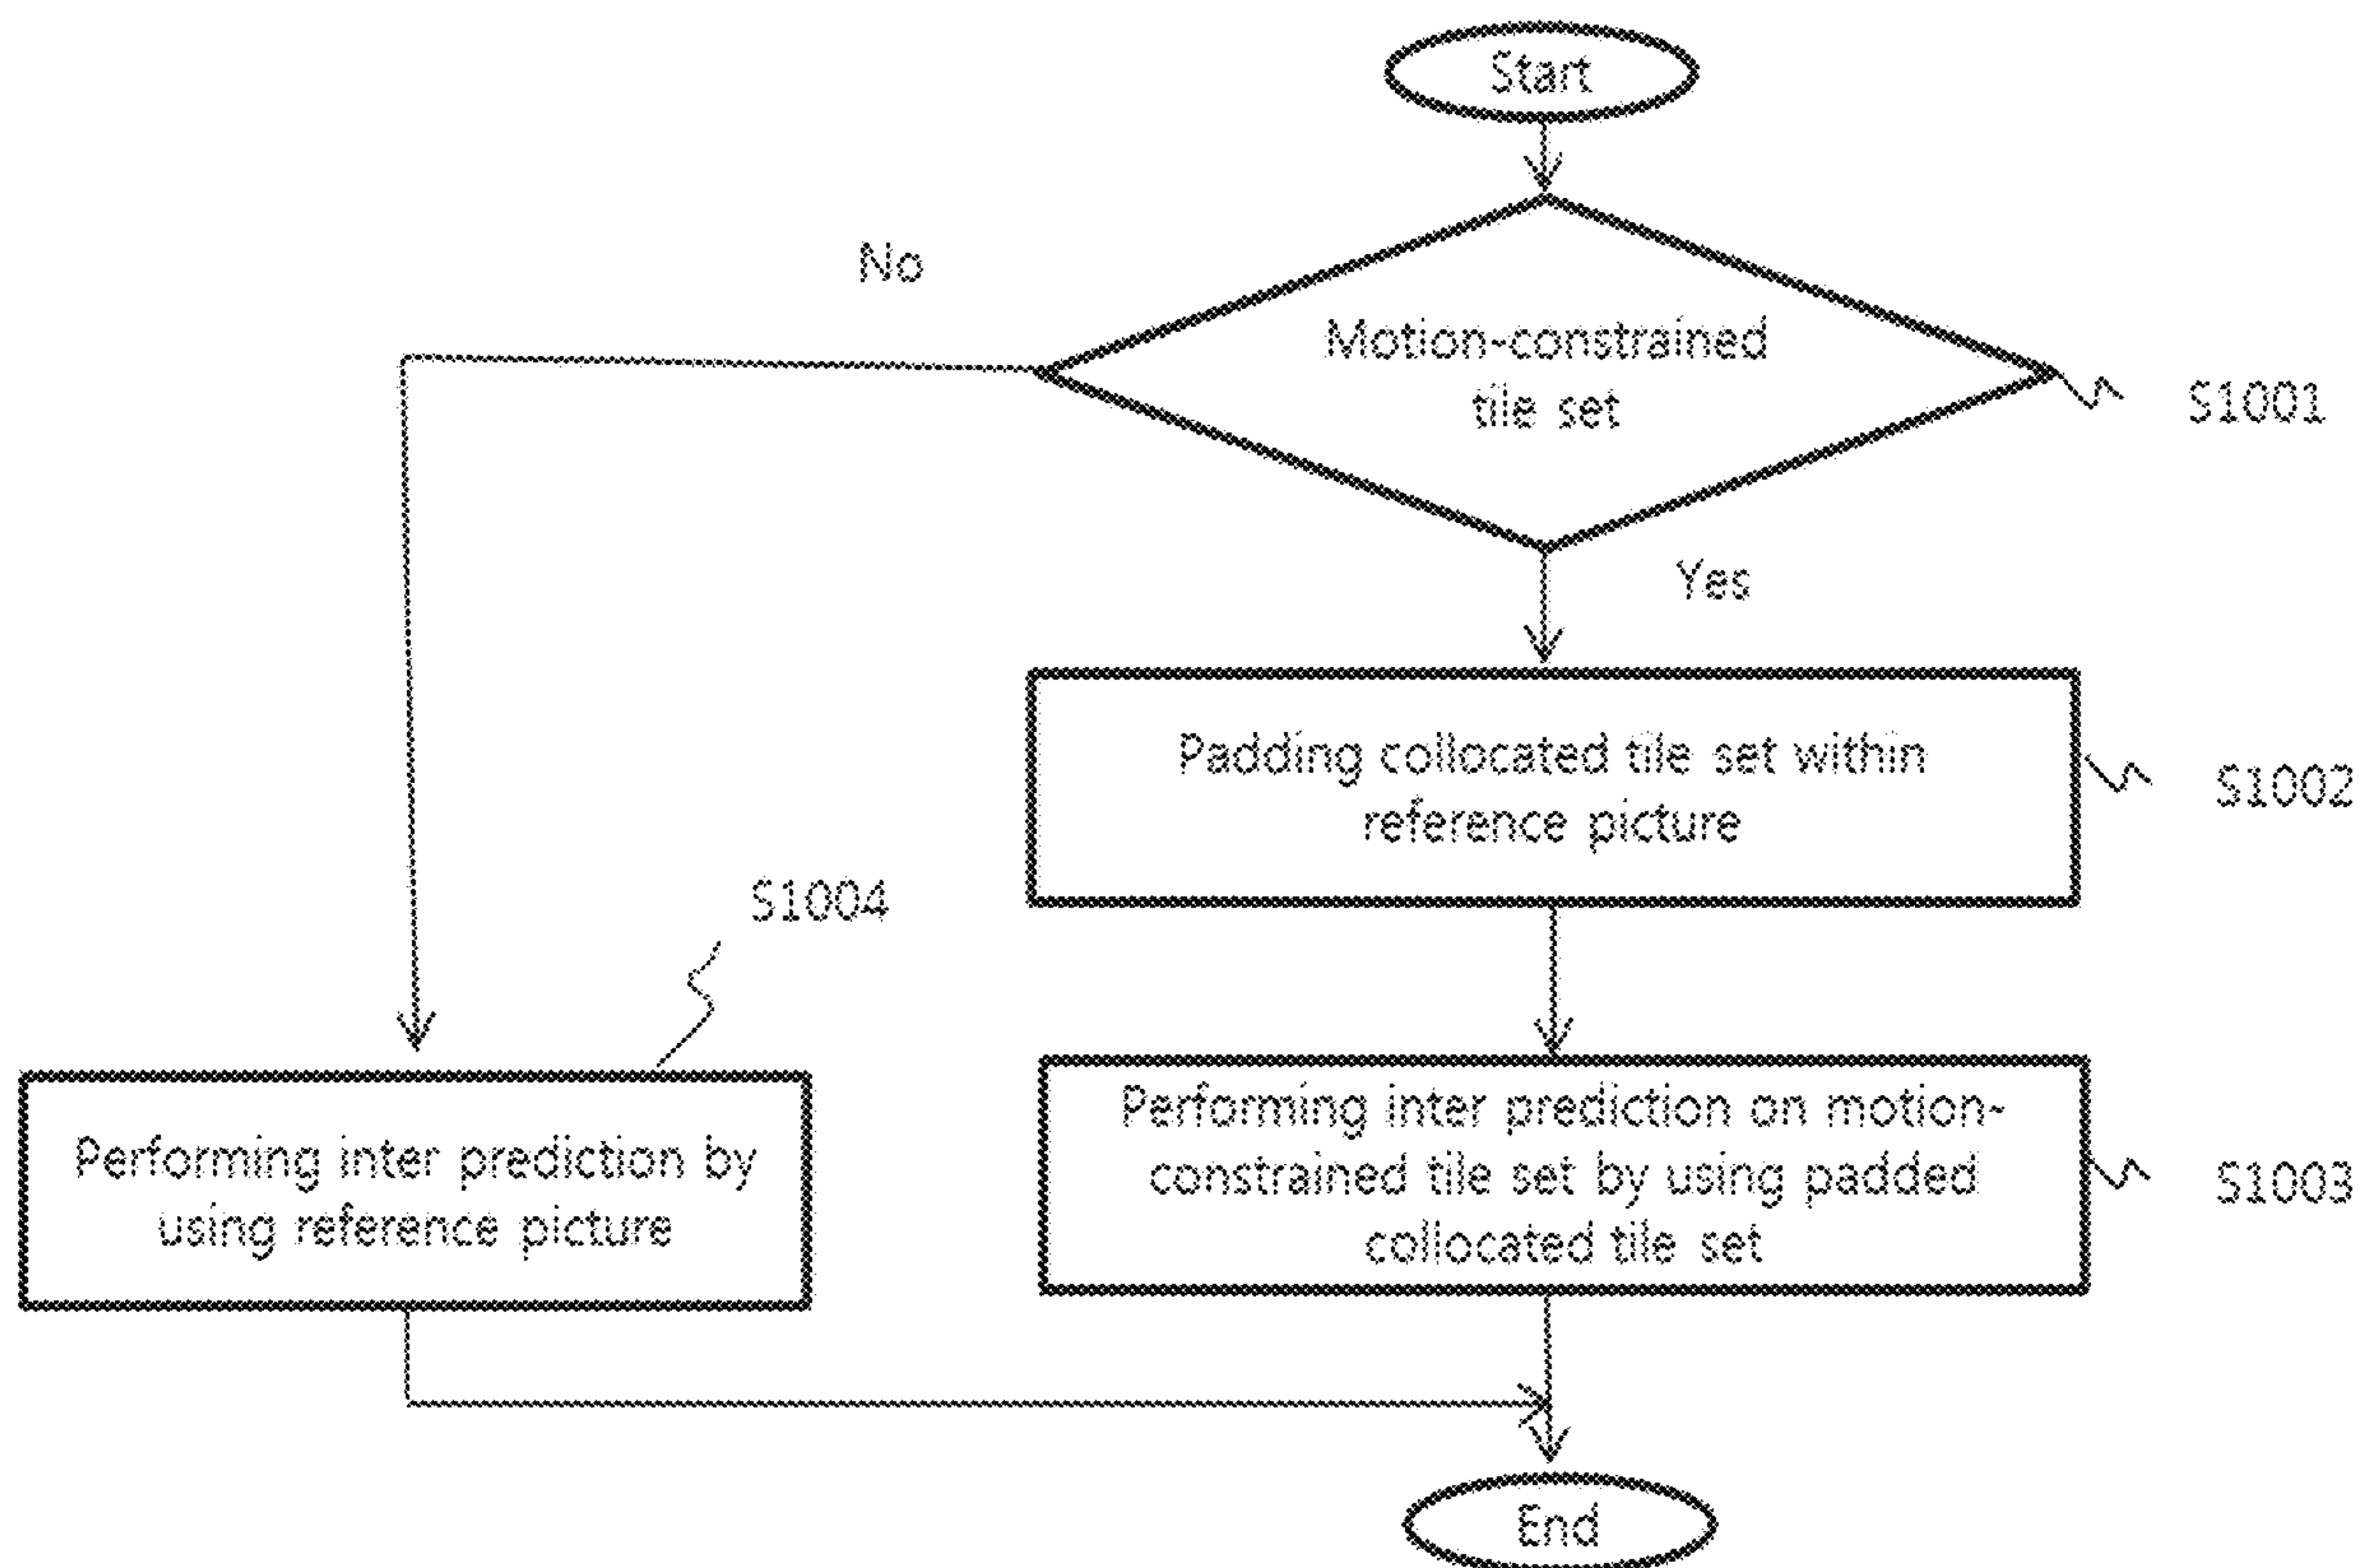 Start
No
Motion-constrained
tile set
S1001
Yes
Padding collocated tile set within
reference picture
S1002
S1004
Performing inter prediction by
using reference picture
Performing inter prediction on motion-
constrained tile set by using padded
collocated tile set
S1003
End